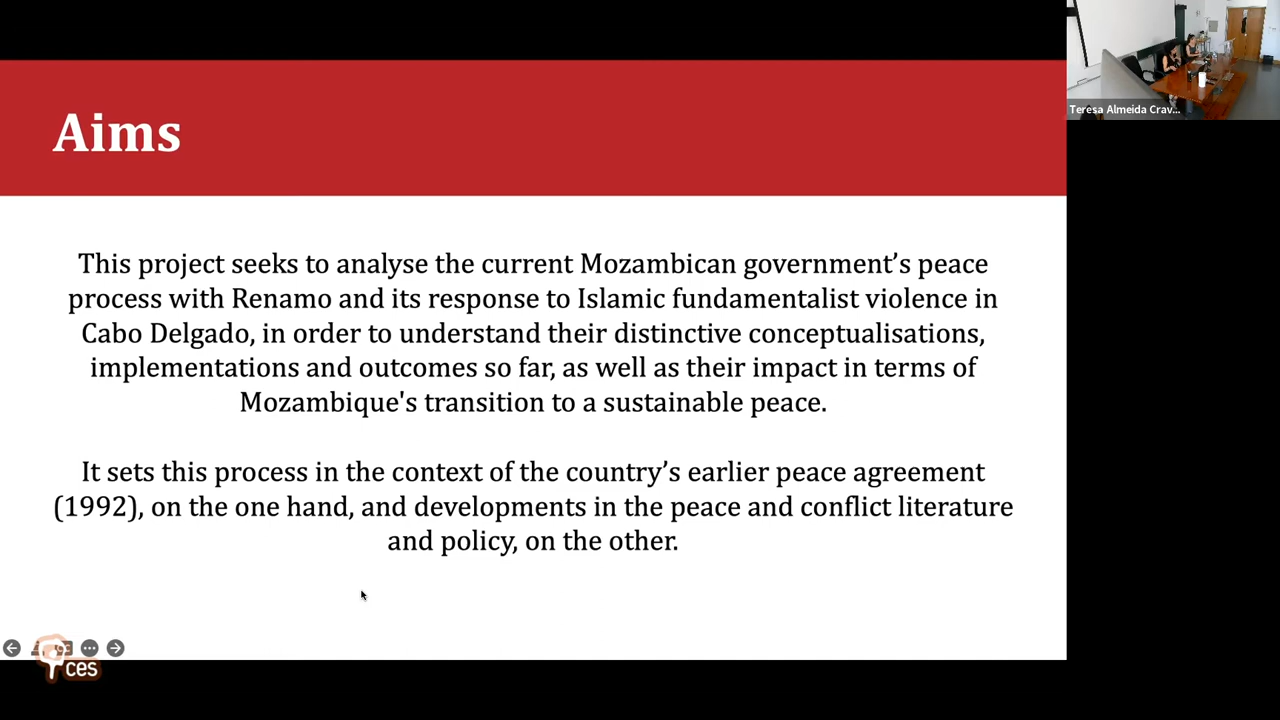 Aims
Teresa Almeida Crav...
This project seeks to analyse the current Mozambican government’s peace
process with Renamo and its response to Islamic fundamentalist violence in
Cabo Delgado, in order to understand their distinctive conceptualisations,
implementations and outcomes so far, as well as their impact in terms of
Mozambique's transition to a sustainable peace.
It sets this process in the context of the country’s earlier peace agreement
(1992), on the one hand, and developments in the peace and conflict literature
and policy, on the other.
ces